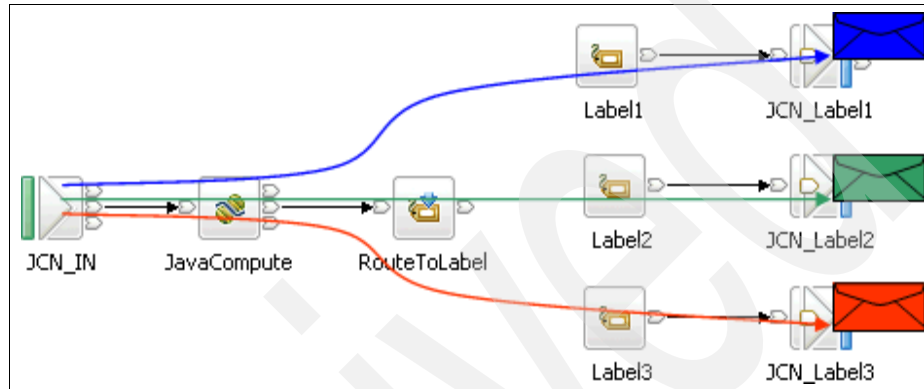 Label1
JCN_Label1
JCN_IN
JavaCompute
RouteToLabel
Label2
JCN_Label2
Label3
JCN_Label3